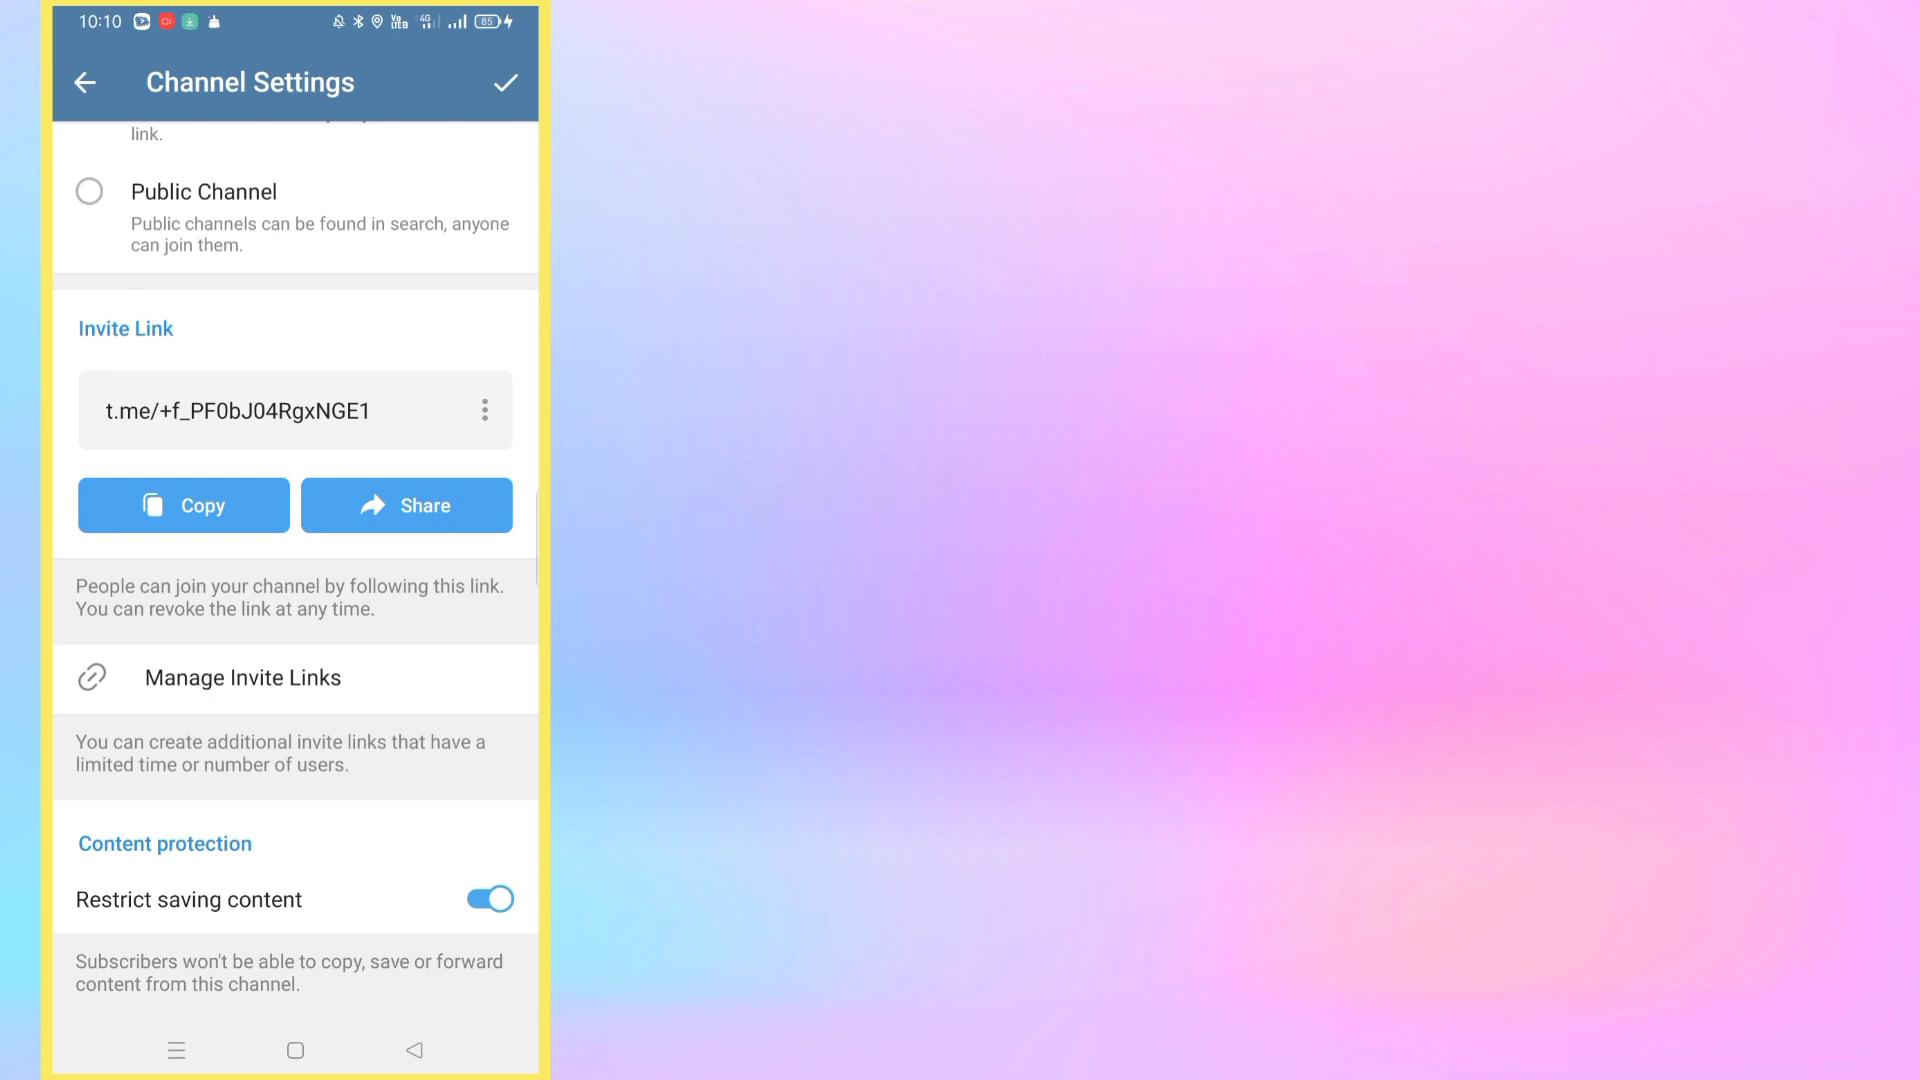 10:10
Vo
LTE
4G
85
Channel Settings
link.
Public Channel
Public channels can be found in search, anyone
can join them.
Invite Link
t.me/+f_PF0bJ04RgxNGE1
Copy
Share
People can join your channel by following this link.
You can revoke the link at any time.
Manage Invite Links
You can create additional invite links that have a
limited time or number of users.
Content protection
Restrict saving content
Subscribers won't be able to copy, save or forward
content from this channel.